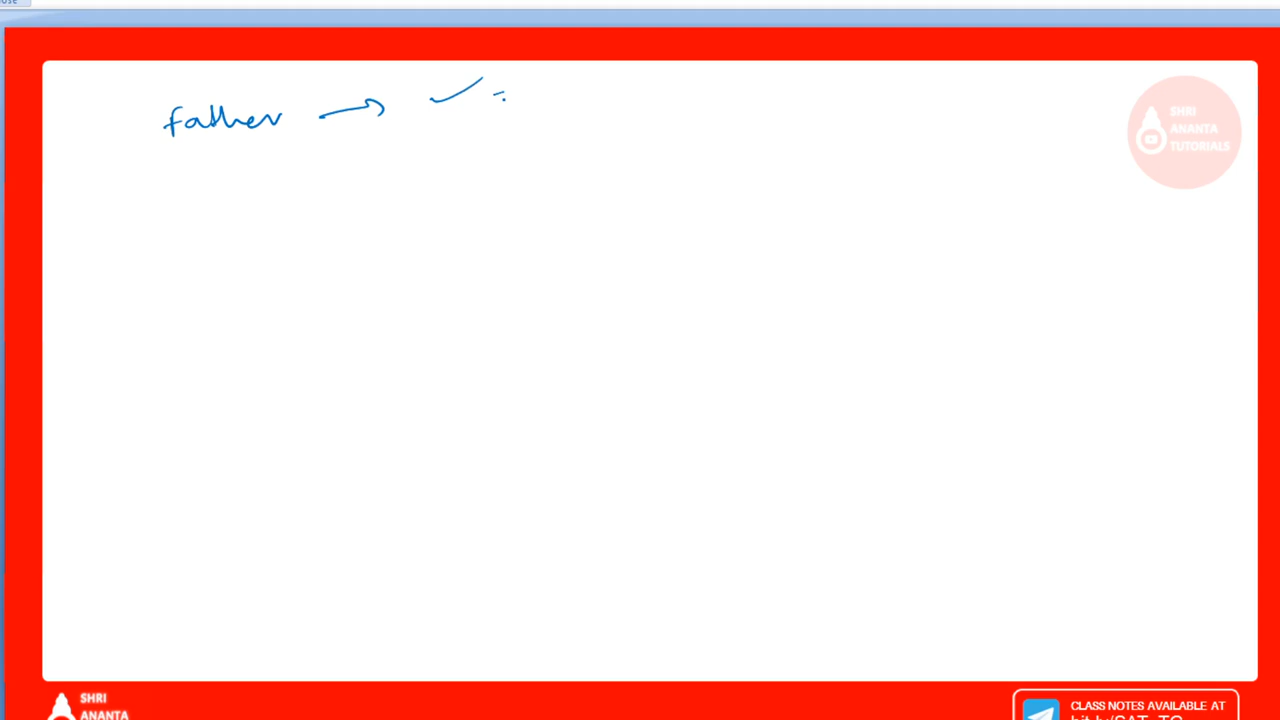 father →
SHRI
ANANTA
TUTORIALS
SHRI
ANANTA
CLASS NOTES AVAILABLE AT